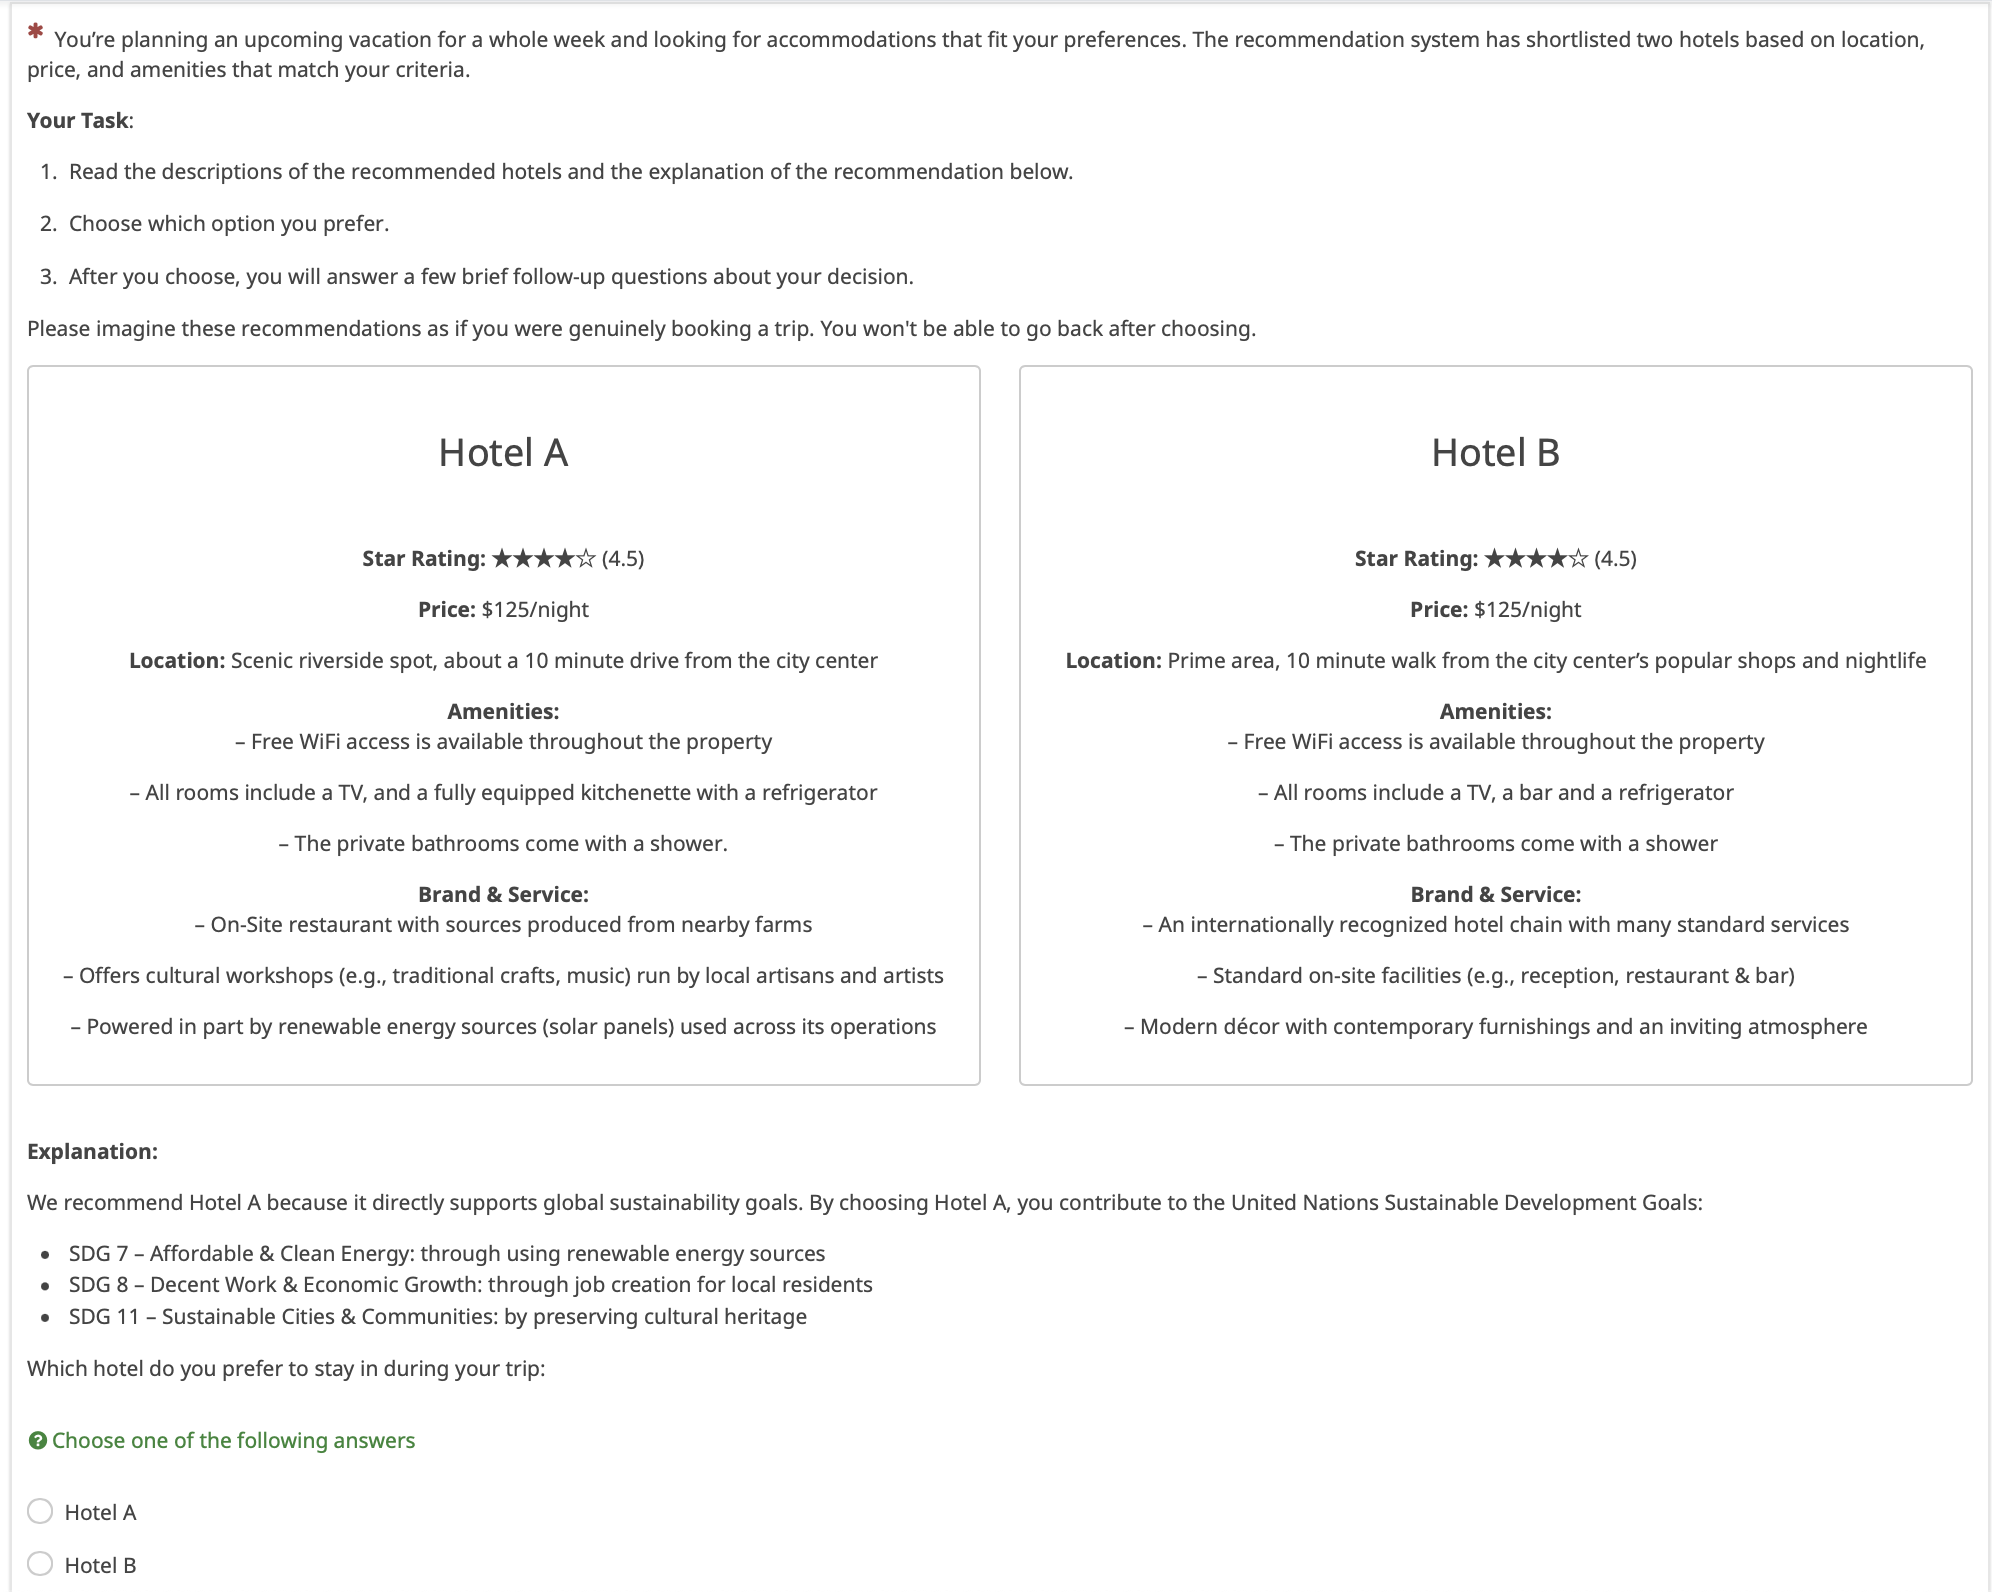 * You're planning an upcoming vacation for a whole week and looking for accommodations that fit your preferences. The recommendation system has shortlisted two hotels based on location,
price, and amenities that match your criteria.
Your Task:
1. Read the descriptions of the recommended hotels and the explanation of the recommendation below.
2. Choose which option you prefer.
3. After you choose, you will answer a few brief follow-up questions about your decision.
Please imagine these recommendations as if you were genuinely booking a trip. You won't be able to go back after choosing.
Hotel A
Star Rating: ★★★★☆ (4.5)
Price: $125/night
Location: Scenic riverside spot, about a 10 minute drive from the city center
Amenities:
– Free WiFi access is available throughout the property
– All rooms include a TV, and a fully equipped kitchenette with a refrigerator
– The private bathrooms come with a shower.
Brand & Service:
– On-Site restaurant with sources produced from nearby farms
– Offers cultural workshops (e.g., traditional crafts, music) run by local artisans and artists
– Powered in part by renewable energy sources (solar panels) used across its operations
Hotel B
Star Rating: ★★★★☆ (4.5)
Price: $125/night
Location: Prime area, 10 minute walk from the city center's popular shops and nightlife
Amenities:
– Free WiFi access is available throughout the property
– All rooms include a TV, a bar and a refrigerator
– The private bathrooms come with a shower
Brand & Service:
– An internationally recognized hotel chain with many standard services
– Standard on-site facilities (e.g., reception, restaurant & bar)
– Modern décor with contemporary furnishings and an inviting atmosphere
Explanation:
We recommend Hotel A because it directly supports global sustainability goals. By choosing Hotel A, you contribute to the United Nations Sustainable Development Goals:
• SDG 7 – Affordable & Clean Energy: through using renewable energy sources
• SDG 8 – Decent Work & Economic Growth: through job creation for local residents
• SDG 11 – Sustainable Cities & Communities: by preserving cultural heritage
Which hotel do you prefer to stay in during your trip:
? Choose one of the following answers
Hotel A
Hotel B